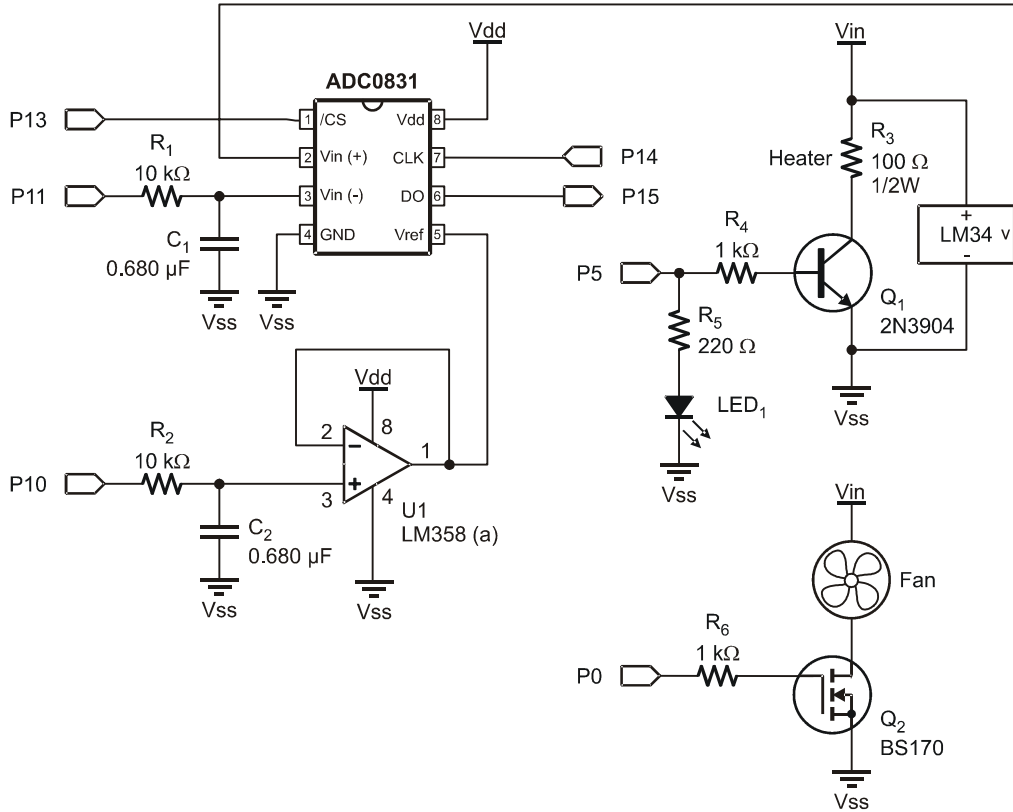 Vdd
Vin
ADC0831
P13
1
/CS
Vdd
8
R1
10 kΩ
2
Vin (+)
CLK
7
P14
P11
3
Vin (-)
DO
6
P15
4
GND
Vref
5
C1
0.680 µF
Vss
Vss
Heater
R3
100 Ω
1/2W
+
LM34 v
-
R4
1 kΩ
P5
Q1
2N3904
R5
220 Ω
LED1
Vss
Vss
Vdd
2
8
1
3
4
R2
10 kΩ
P10
U1
LM358 (a)
C2
0.680 µF
Vss
Vss
Vin
Fan
R6
1 kΩ
P0
Q2
BS170
Vss